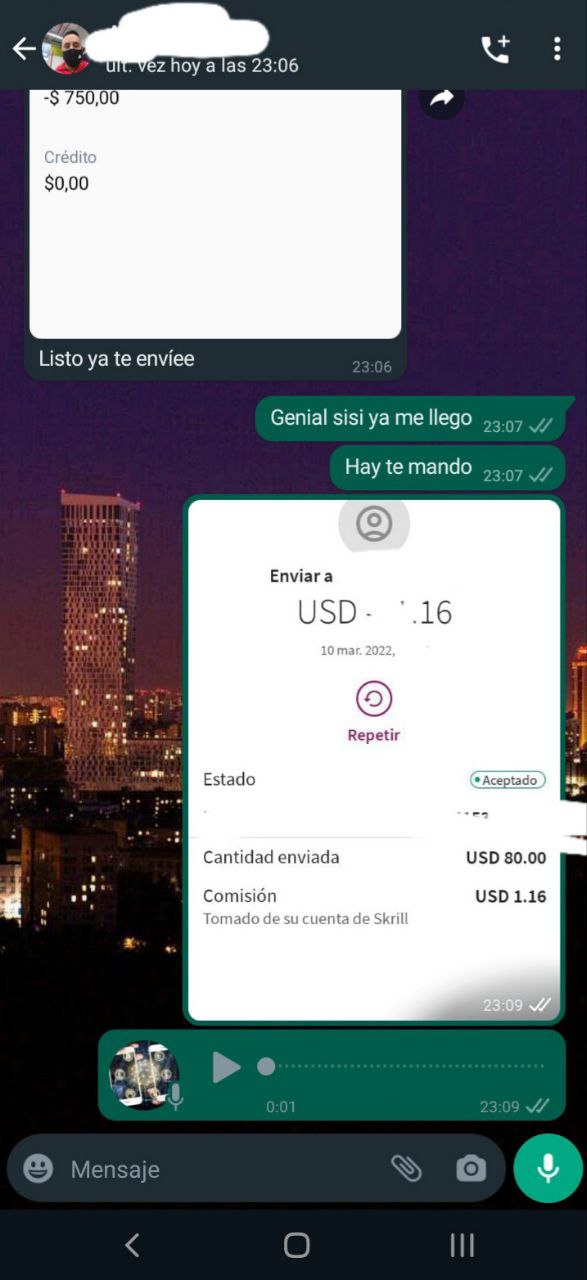 ult. vez hoy a las 23:06
-$ 750,00
Crédito
$0,00
Listo ya te envíee
23:06
Genial sisi ya me llego 23:07
Hay te mando 23:07
Enviar a
USD - .16
10 mar. 2022,
Repetir
Estado Aceptado
Cantidad enviada USD 80.00
Comisión USD 1.16
Tomado de su cuenta de Skrill
23:09
0:01 23:09
Mensaje